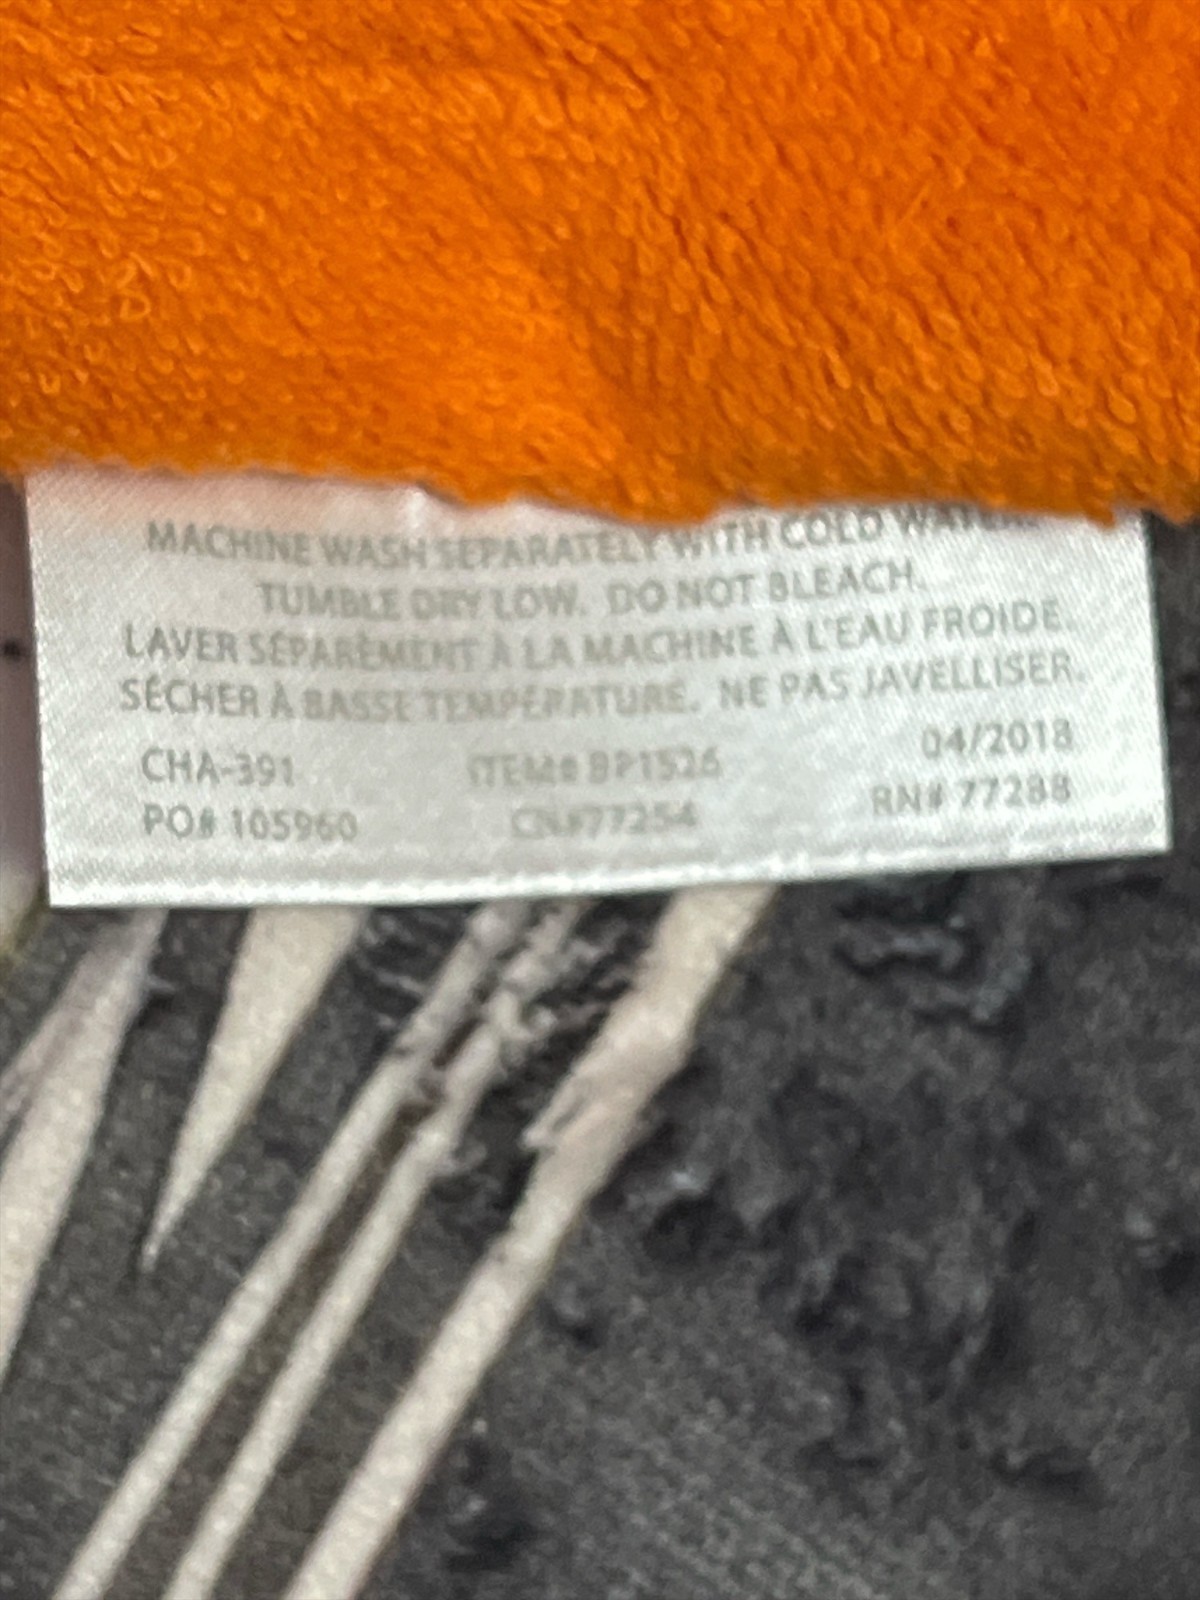 MACHINE WASH SEPARATELY WITH COLD WATER.
TUMBLE DRY LOW. DO NOT BLEACH.
LAVER SÉPARÈMENT À LA MACHINE À L'EAU FROIDE.
SÉCHER À BASSE TEMPÉRATURE. NE PAS JAVELLISER.
CHA-391 ITEM# BP1526 04/2018
PO# 105960 CN#77254 RN# 77288